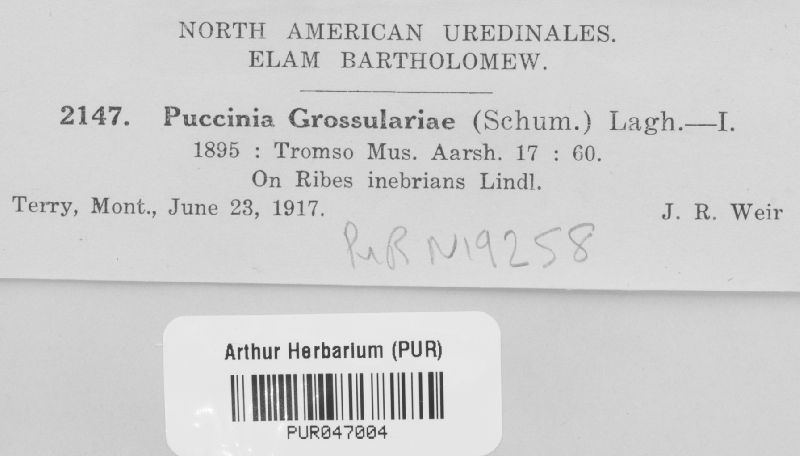 NORTH AMERICAN UREDINALES.
ELAM BARTHOLOMEW.
2147. Puccinia Grossulariae (Schum.) Lagh.—I.
1895 : Tromso Mus. Aarsh. 17 : 60.
On Ribes inebrians Lindl.
Terry, Mont., June 23, 1917. J. R. Weir
PUR N19258
Arthur Herbarium (PUR)
PUR047004